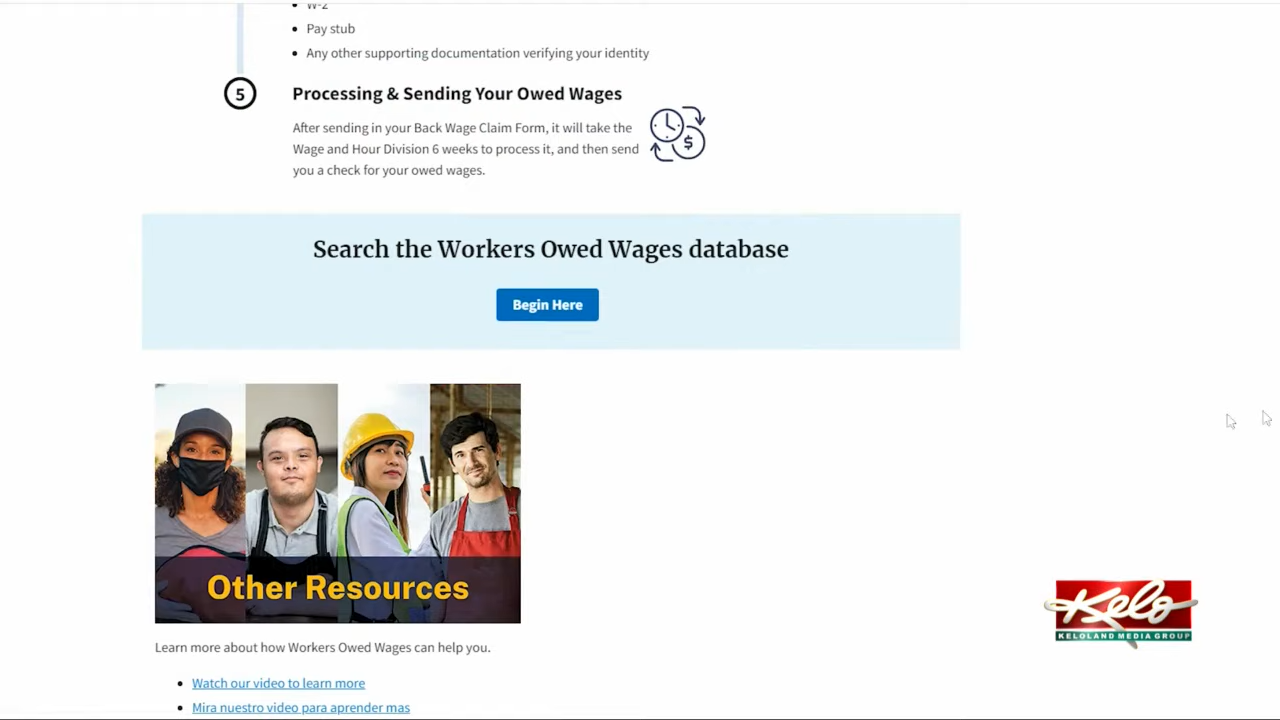 W-2
Pay stub
Any other supporting documentation verifying your identity
5
Processing & Sending Your Owed Wages
After sending in your Back Wage Claim Form, it will take the
Wage and Hour Division 6 weeks to process it, and then send
you a check for your owed wages.
$
Search the Workers Owed Wages database
Begin Here
Other Resources
Kelo
KELOLAND MEDIA GROUP
Learn more about how Workers Owed Wages can help you.
Watch our video to learn more
Mira nuestro video para aprender mas